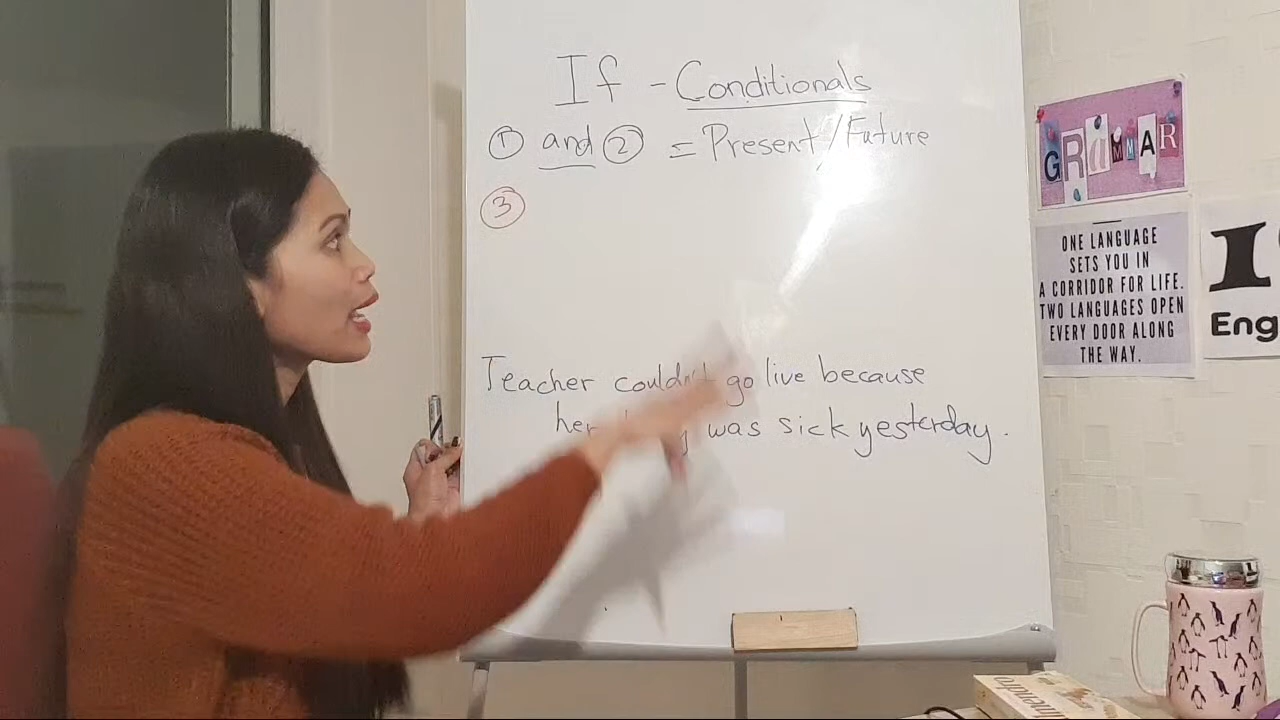 If - Conditionals
① and ② = Present/Future
③
Teacher couldn't go live because
her was sick yesterday.
GRAMMAR
ONE LANGUAGE
SETS YOU IN
A CORRIDOR FOR LIFE.
TWO LANGUAGES OPEN
EVERY DOOR ALONG
THE WAY.
I
Eng